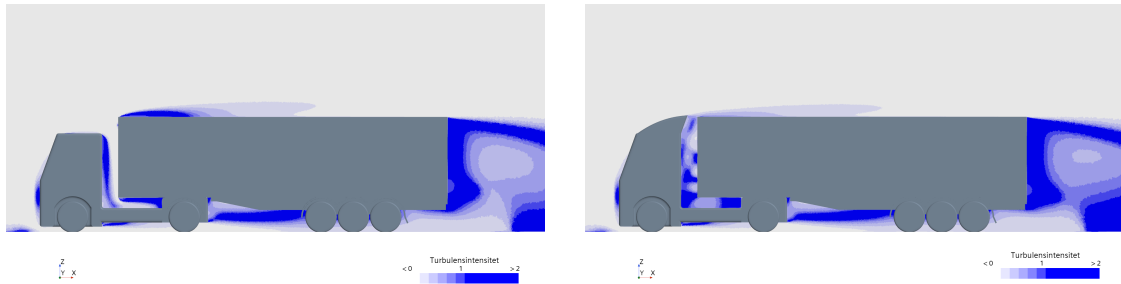 Z
Y X
Turbulensintensitet
< 0 1 > 2
Z
Y X
Turbulensintensitet
< 0 1 > 2